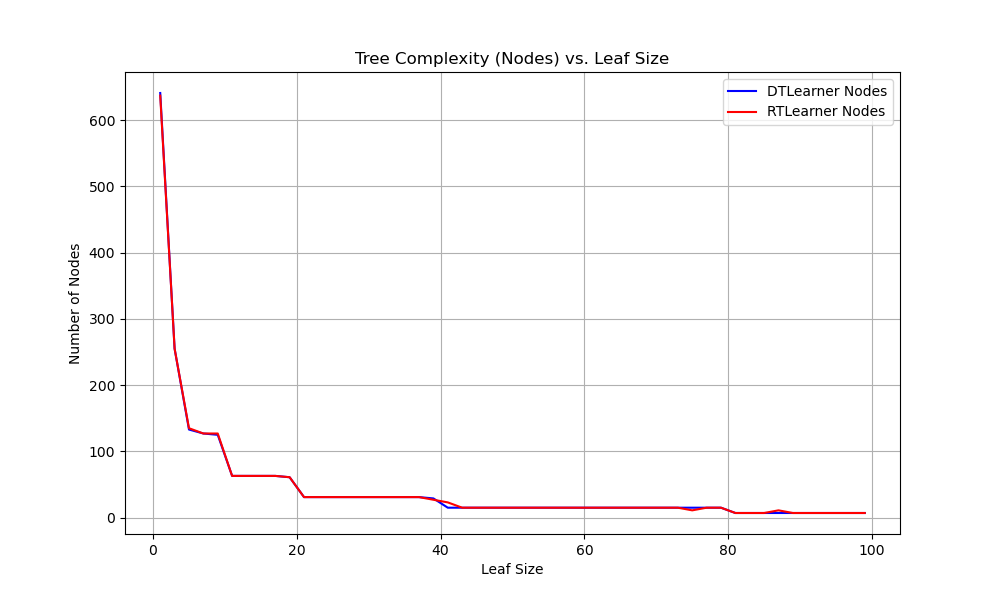 Tree Complexity (Nodes) vs. Leaf Size
DTLearner Nodes
RTLearner Nodes
Number of Nodes
600
500
400
300
200
100
0
0 20 40 60 80 100
Leaf Size